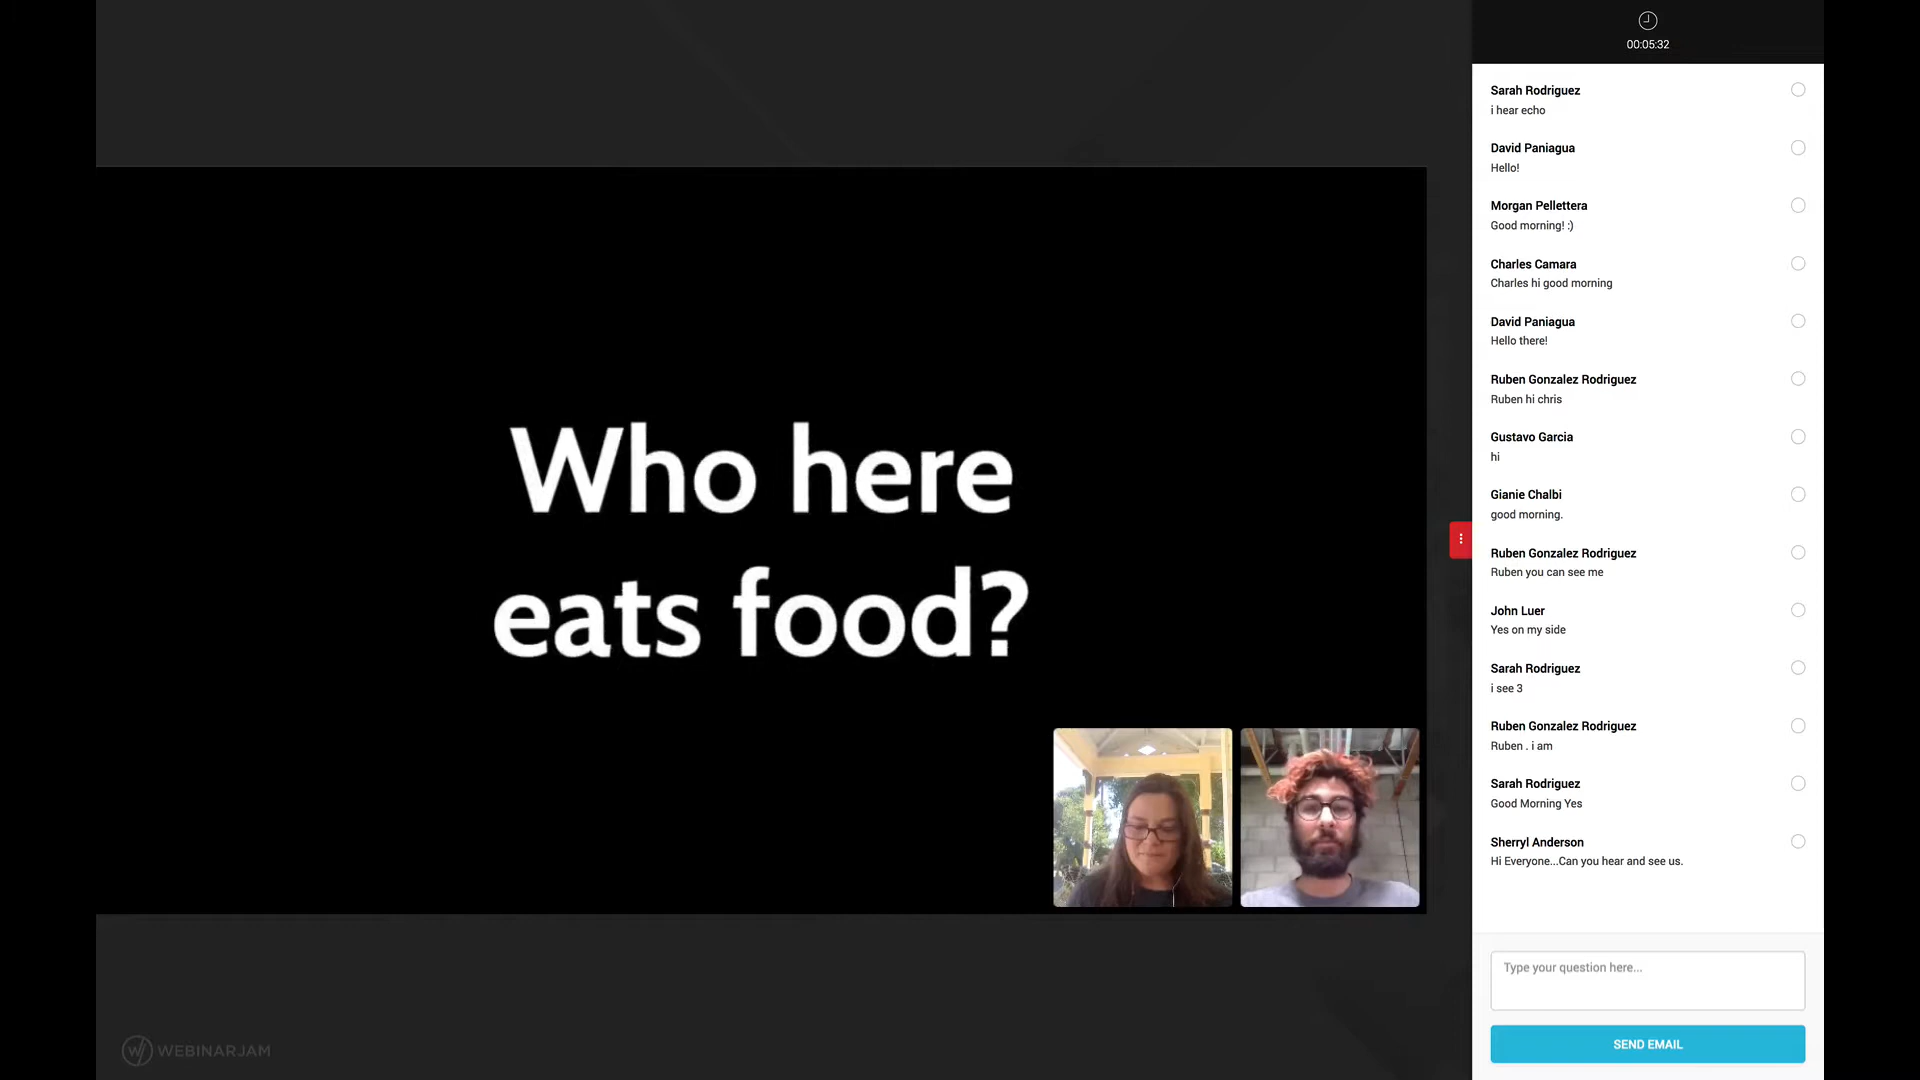 Who here
eats food?
WEBINARJAM
00:05:32
Sarah Rodriguez
i hear echo
David Paniagua
Hello!
Morgan Pellettera
Good morning! :)
Charles Camara
Charles hi good morning
David Paniagua
Hello there!
Ruben Gonzalez Rodriguez
Ruben hi chris
Gustavo Garcia
hi
Gianie Chalbi
good morning.
Ruben Gonzalez Rodriguez
Ruben you can see me
John Luer
Yes on my side
Sarah Rodriguez
i see 3
Ruben Gonzalez Rodriguez
Ruben . i am
Sarah Rodriguez
Good Morning Yes
Sherryl Anderson
Hi Everyone...Can you hear and see us.
Type your question here...
SEND EMAIL